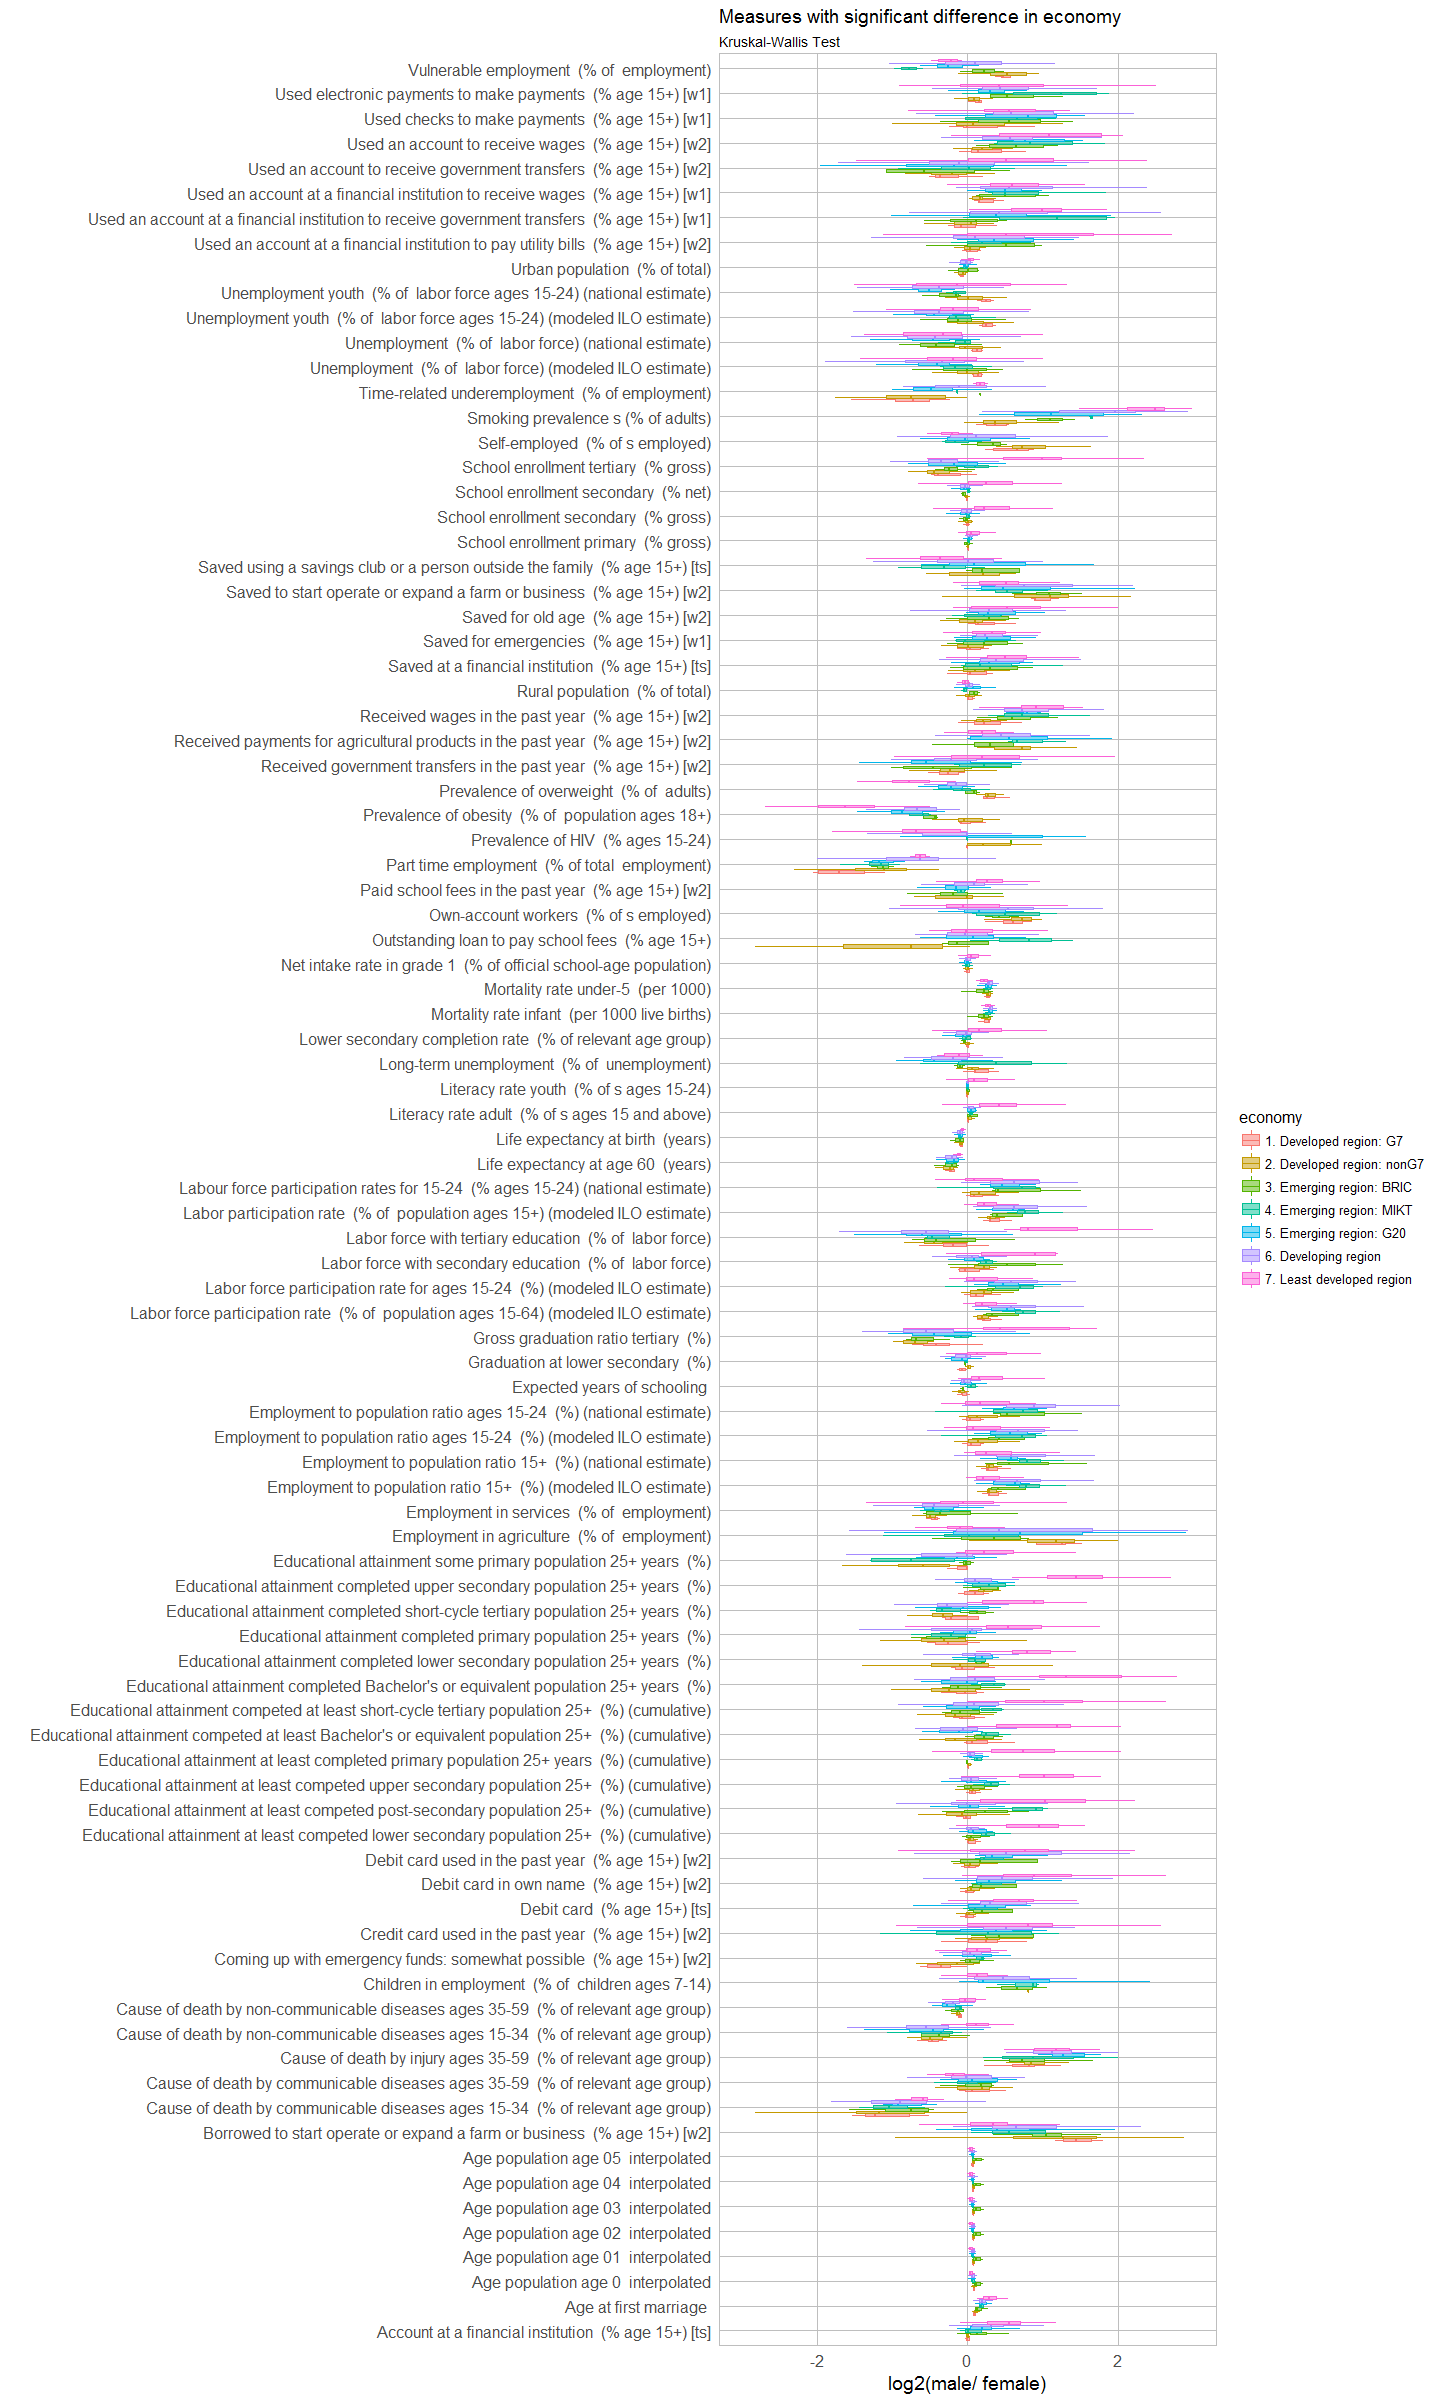 Measures with significant difference in economy
Kruskal-Wallis Test
Vulnerable employment (% of employment)
Used electronic payments to make payments (% age 15+) [w1]
Used checks to make payments (% age 15+) [w1]
Used an account to receive wages (% age 15+) [w2]
Used an account to receive government transfers (% age 15+) [w2]
Used an account at a financial institution to receive wages (% age 15+) [w1]
Used an account at a financial institution to receive government transfers (% age 15+) [w1]
Used an account at a financial institution to pay utility bills (% age 15+) [w2]
Urban population (% of total)
Unemployment youth (% of labor force ages 15-24) (national estimate)
Unemployment youth (% of labor force ages 15-24) (modeled ILO estimate)
Unemployment (% of labor force) (national estimate)
Unemployment (% of labor force) (modeled ILO estimate)
Time-related underemployment (% of employment)
Smoking prevalence s (% of adults)
Self-employed (% of s employed)
School enrollment tertiary (% gross)
School enrollment secondary (% net)
School enrollment secondary (% gross)
School enrollment primary (% gross)
Saved using a savings club or a person outside the family (% age 15+) [ts]
Saved to start operate or expand a farm or business (% age 15+) [w2]
Saved for old age (% age 15+) [w2]
Saved for emergencies (% age 15+) [w1]
Saved at a financial institution (% age 15+) [ts]
Rural population (% of total)
Received wages in the past year (% age 15+) [w2]
Received payments for agricultural products in the past year (% age 15+) [w2]
Received government transfers in the past year (% age 15+) [w2]
Prevalence of overweight (% of adults)
Prevalence of obesity (% of population ages 18+)
Prevalence of HIV (% ages 15-24)
Part time employment (% of total employment)
Paid school fees in the past year (% age 15+) [w2]
Own-account workers (% of s employed)
Outstanding loan to pay school fees (% age 15+)
Net intake rate in grade 1 (% of official school-age population)
Mortality rate under-5 (per 1000)
Mortality rate infant (per 1000 live births)
Lower secondary completion rate (% of relevant age group)
Long-term unemployment (% of unemployment)
Literacy rate youth (% of s ages 15-24)
Literacy rate adult (% of s ages 15 and above)
Life expectancy at birth (years)
Life expectancy at age 60 (years)
Labour force participation rates for 15-24 (% ages 15-24) (national estimate)
Labor participation rate (% of population ages 15+) (modeled ILO estimate)
Labor force with tertiary education (% of labor force)
Labor force with secondary education (% of labor force)
Labor force participation rate for ages 15-24 (%) (modeled ILO estimate)
Labor force participation rate (% of population ages 15-64) (modeled ILO estimate)
Gross graduation ratio tertiary (%)
Graduation at lower secondary (%)
Expected years of schooling
Employment to population ratio ages 15-24 (%) (national estimate)
Employment to population ratio ages 15-24 (%) (modeled ILO estimate)
Employment to population ratio 15+ (%) (national estimate)
Employment to population ratio 15+ (%) (modeled ILO estimate)
Employment in services (% of employment)
Employment in agriculture (% of employment)
Educational attainment some primary population 25+ years (%)
Educational attainment completed upper secondary population 25+ years (%)
Educational attainment completed short-cycle tertiary population 25+ years (%)
Educational attainment completed primary population 25+ years (%)
Educational attainment completed lower secondary population 25+ years (%)
Educational attainment completed Bachelor's or equivalent population 25+ years (%)
Educational attainment competed at least short-cycle tertiary population 25+ (%) (cumulative)
Educational attainment competed at least Bachelor's or equivalent population 25+ (%) (cumulative)
Educational attainment at least completed primary population 25+ years (%) (cumulative)
Educational attainment at least competed upper secondary population 25+ (%) (cumulative)
Educational attainment at least competed post-secondary population 25+ (%) (cumulative)
Educational attainment at least competed lower secondary population 25+ (%) (cumulative)
Debit card used in the past year (% age 15+) [w2]
Debit card in own name (% age 15+) [w2]
Debit card (% age 15+) [ts]
Credit card used in the past year (% age 15+) [w2]
Coming up with emergency funds: somewhat possible (% age 15+) [w2]
Children in employment (% of children ages 7-14)
Cause of death by non-communicable diseases ages 35-59 (% of relevant age group)
Cause of death by non-communicable diseases ages 15-34 (% of relevant age group)
Cause of death by injury ages 35-59 (% of relevant age group)
Cause of death by communicable diseases ages 35-59 (% of relevant age group)
Cause of death by communicable diseases ages 15-34 (% of relevant age group)
Borrowed to start operate or expand a farm or business (% age 15+) [w2]
Age population age 05 interpolated
Age population age 04 interpolated
Age population age 03 interpolated
Age population age 02 interpolated
Age population age 01 interpolated
Age population age 0 interpolated
Age at first marriage
Account at a financial institution (% age 15+) [ts]
-2 0 2
log2(male/ female)
economy
1. Developed region: G7
2. Developed region: nonG7
3. Emerging region: BRIC
4. Emerging region: MIKT
5. Emerging region: G20
6. Developing region
7. Least developed region